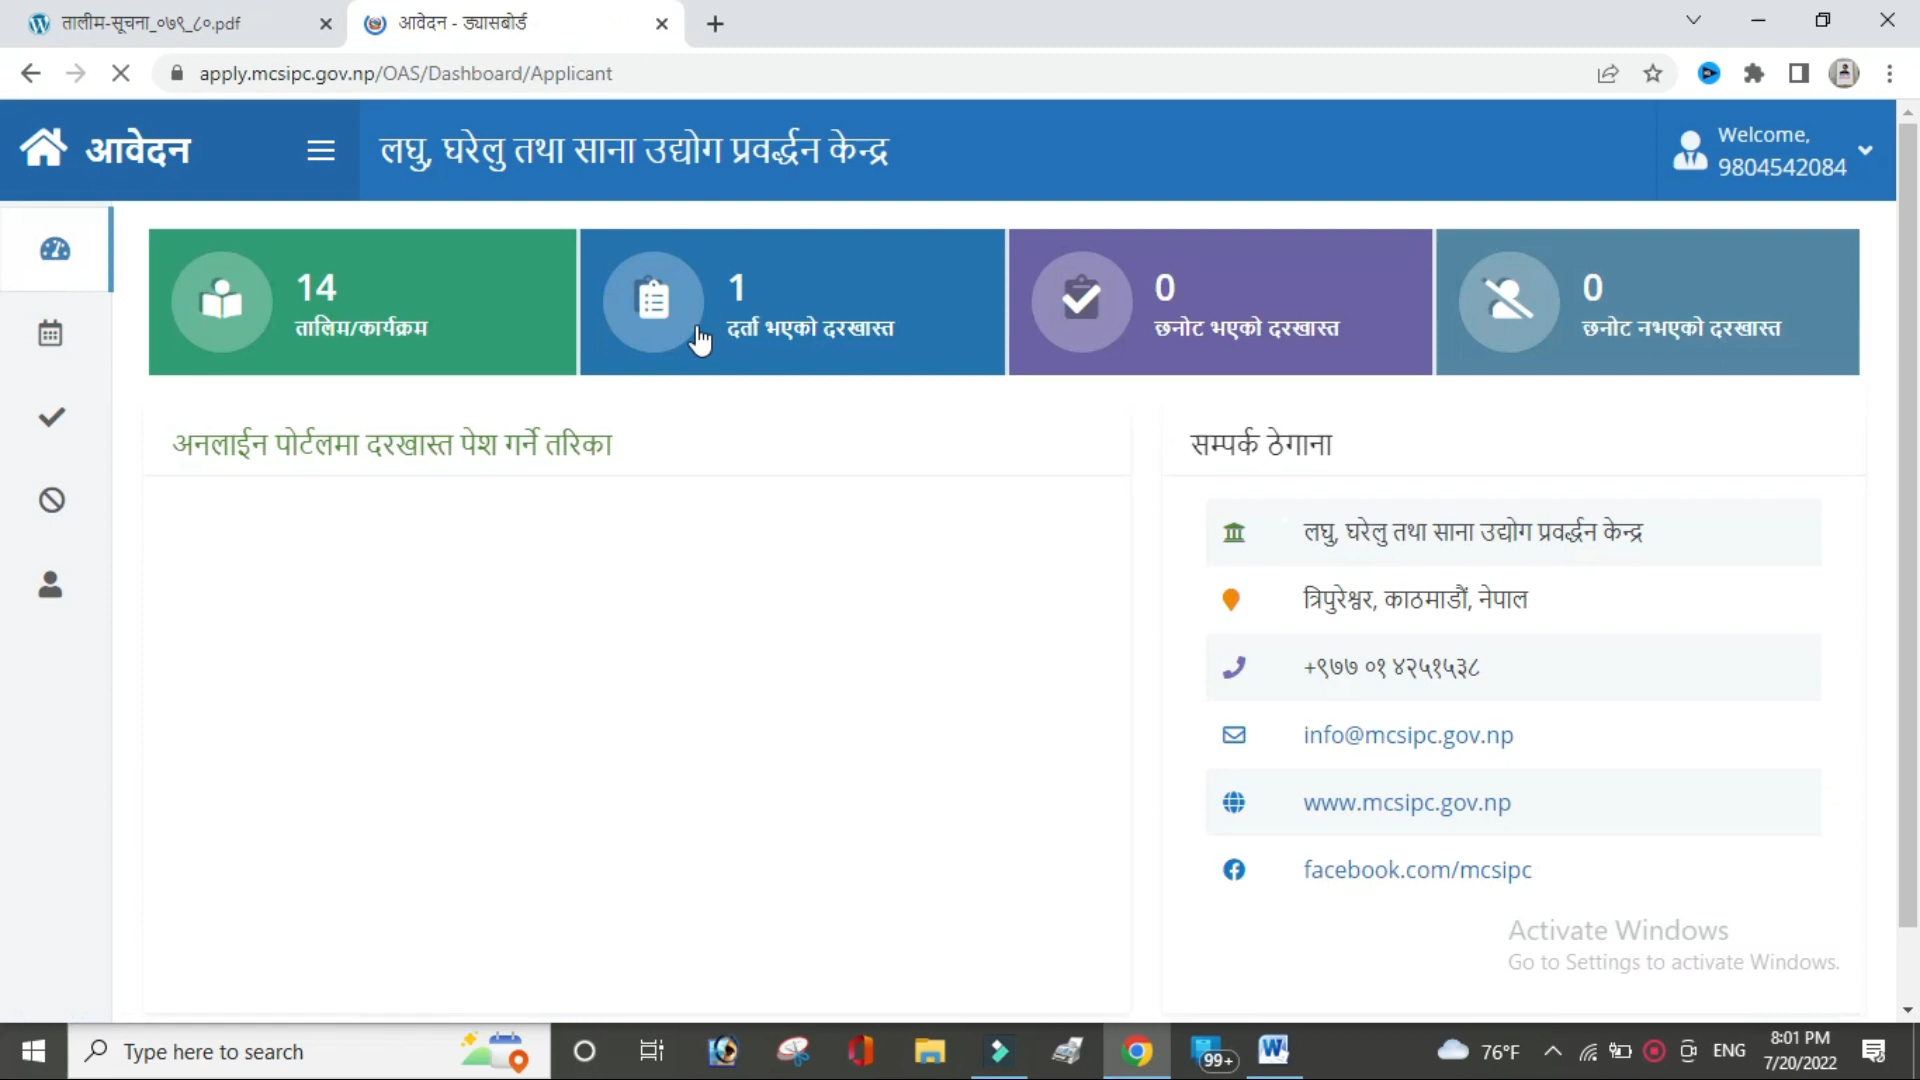 तालीम-सूचना_०७९_८०.pdf
आवेदन - ड्यासबोर्ड
apply.mcsipc.gov.np/OAS/Dashboard/Applicant
आवेदन
लघु, घरेलु तथा साना उद्योग प्रवर्द्धन केन्द्र
Welcome,
9804542084
14
तालिम/कार्यक्रम
1
दर्ता भएको दरखास्त
0
छनोट भएको दरखास्त
0
छनोट नभएको दरखास्त
अनलाईन पोर्टलमा दरखास्त पेश गर्ने तरिका
सम्पर्क ठेगाना
लघु, घरेलु तथा साना उद्योग प्रवर्द्धन केन्द्र
त्रिपुरेश्वर, काठमाडौं, नेपाल
+९७७ ०१ ४२५१५३८
info@mcsipc.gov.np
www.mcsipc.gov.np
facebook.com/mcsipc
Activate Windows
Go to Settings to activate Windows.
Type here to search
99+
76°F
ENG
8:01 PM
7/20/2022